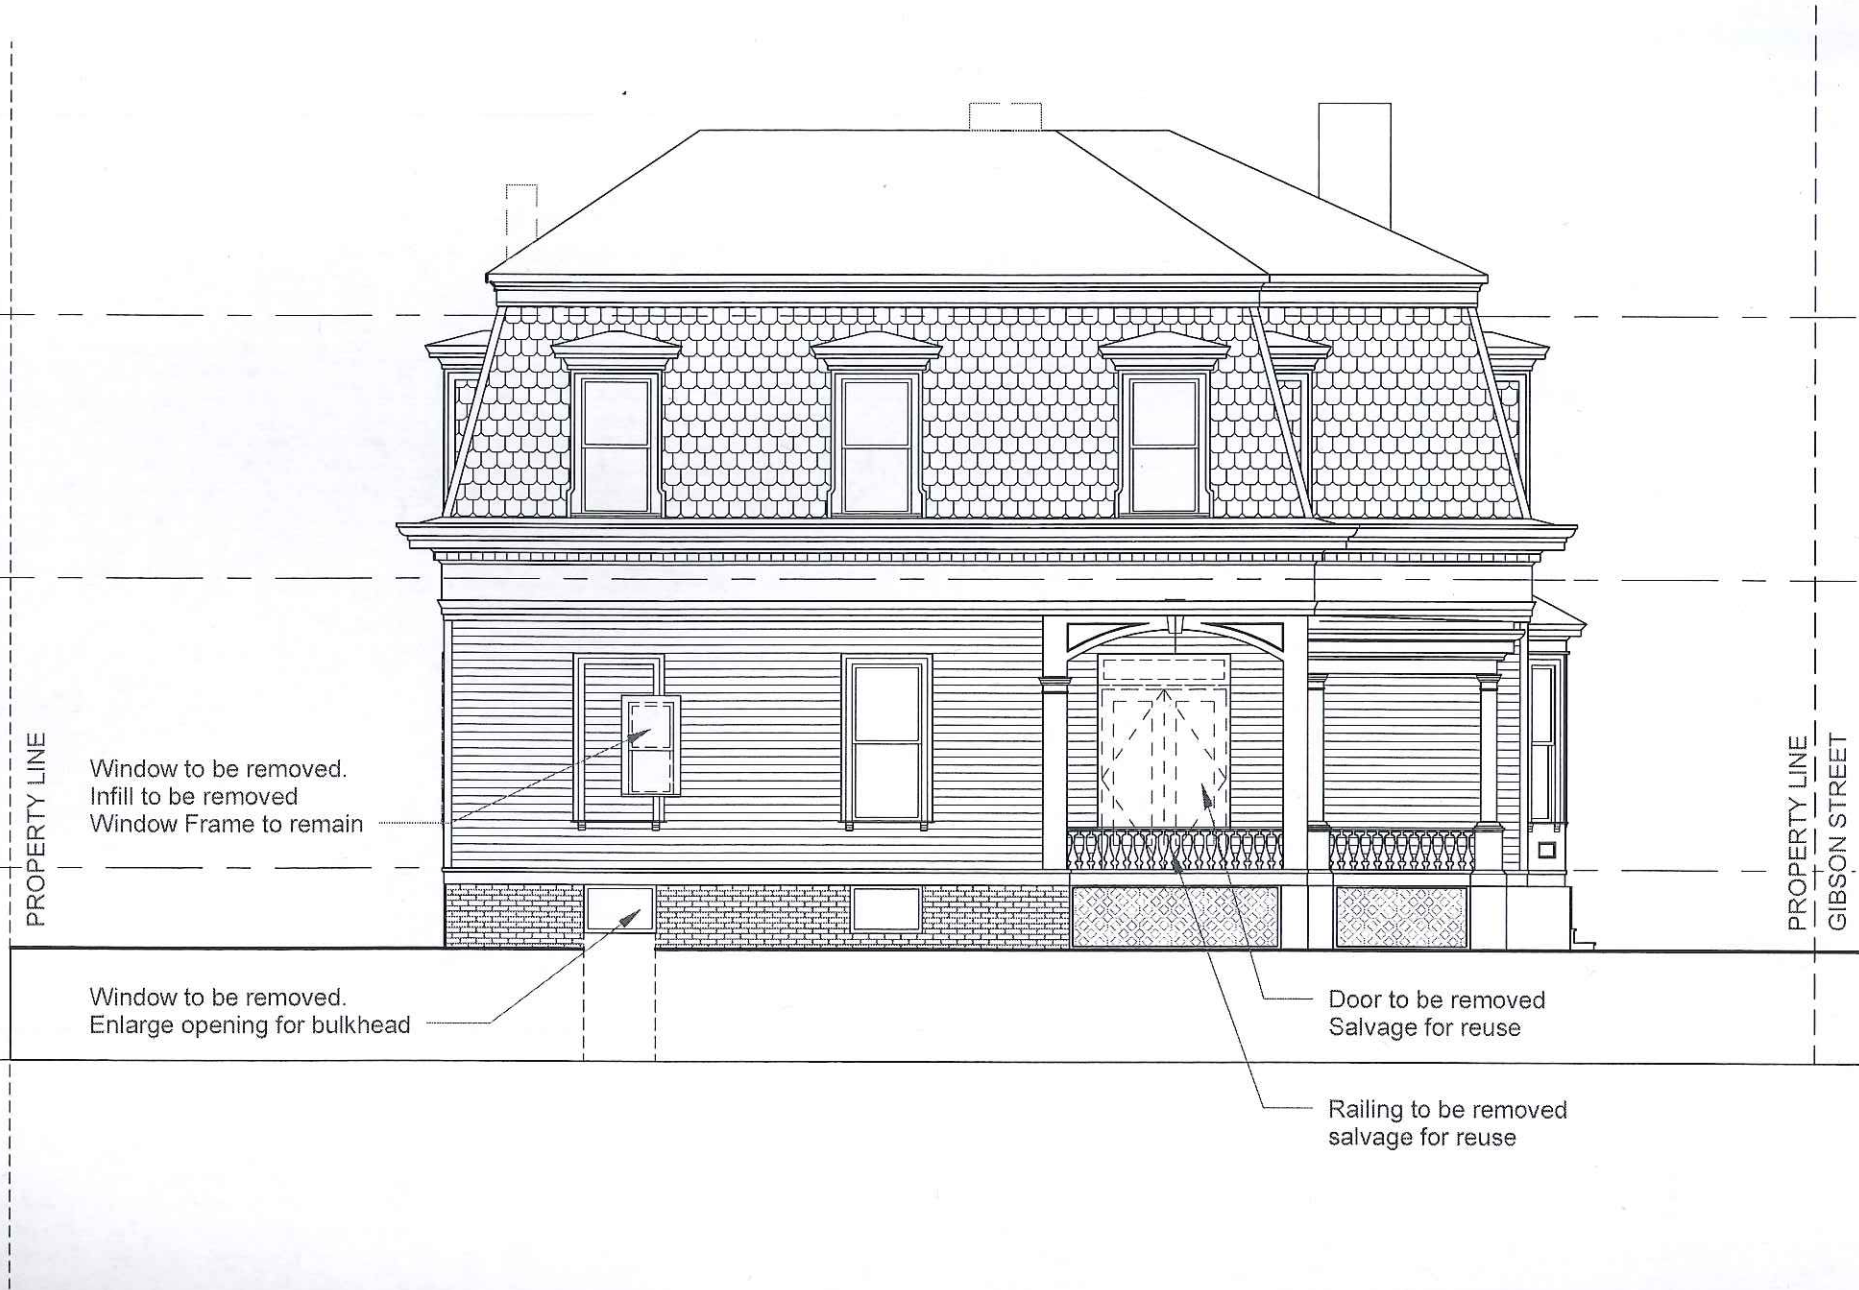 PROPERTY LINE
Window to be removed.
Infill to be removed
Window Frame to remain
Window to be removed.
Enlarge opening for bulkhead
Door to be removed
Salvage for reuse
Railing to be removed
salvage for reuse
PROPERTY LINE
GIBSON STREET